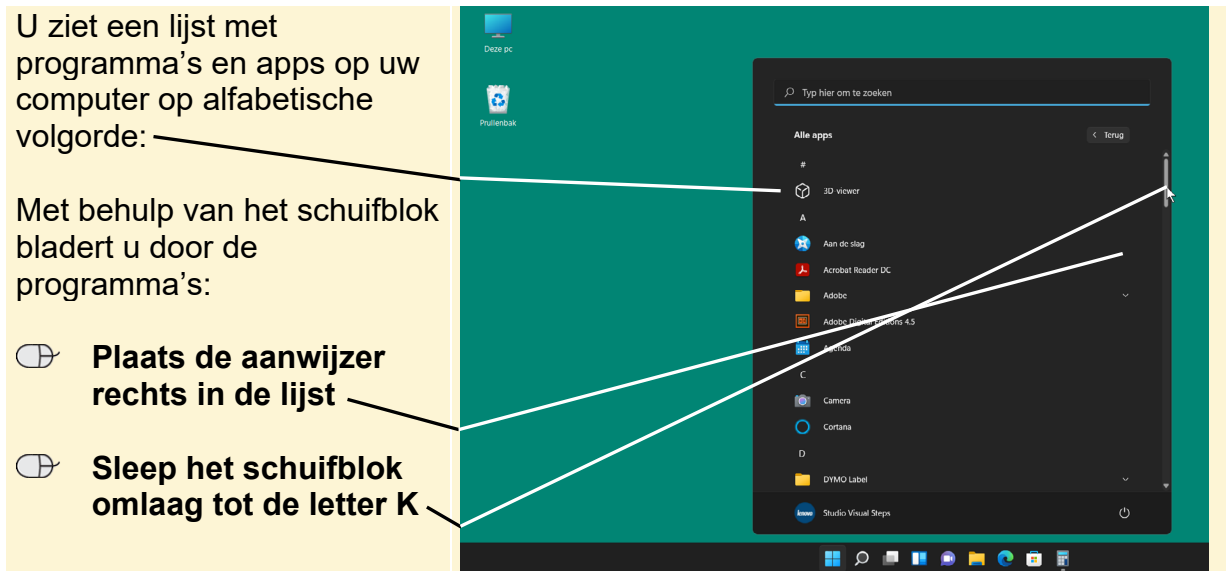 U ziet een lijst met
programma's en apps op uw
computer op alfabetische
volgorde:
Met behulp van het schuifblok
bladert u door de
programma's:
Plaats de aanwijzer
rechts in de lijst
Sleep het schuifblok
omlaag tot de letter K
Deze pc
Prullenbak
Typ hier om te zoeken
Alle apps
< Terug
#
3D viewer
A
Aan de slag
Acrobat Reader DC
Adobe
Adobe Digital Editions 4.5
Agenda
C
Camera
Cortana
D
DYMO Label
lenovo
Studio Visual Steps